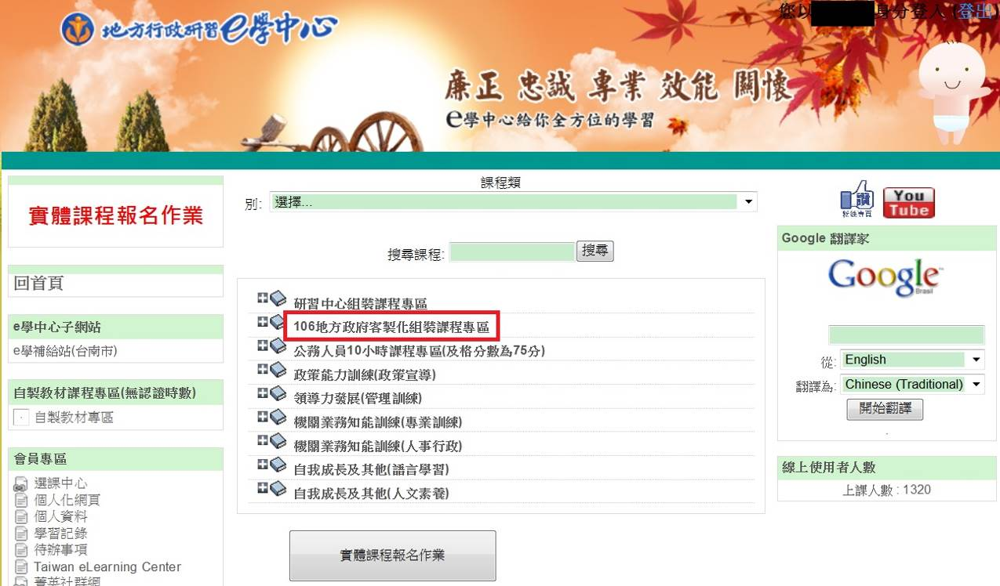 地方行政研習e學中心
您以 身分登入 (登出)
廉正 忠誠 專業 效能 關懷
e學中心給你全方位的學習
實體課程報名作業
回首頁
e學中心子網站
e學補給站(台南市)
自製教材課程專區(無認證時數)
自製教材專區
會員專區
選課中心
個人化網頁
個人資料
學習記錄
待辦事項
Taiwan eLearning Center
菁英社群網
課程類
別: 選擇...
搜尋課程: 搜尋
研習中心組裝課程專區
106地方政府客製化組裝課程專區
公務人員10小時課程專區(及格分數為75分)
政策能力訓練(政策宣導)
領導力發展(管理訓練)
機關業務知能訓練(專業訓練)
機關業務知能訓練(人事行政)
自我成長及其他(語言學習)
自我成長及其他(人文素養)
實體課程報名作業
讚
粉絲專頁
You
Tube
Google 翻譯家
Google
Brasil
從: English
翻譯為: Chinese (Traditional)
開始翻譯
線上使用者人數
上課人數 : 1320